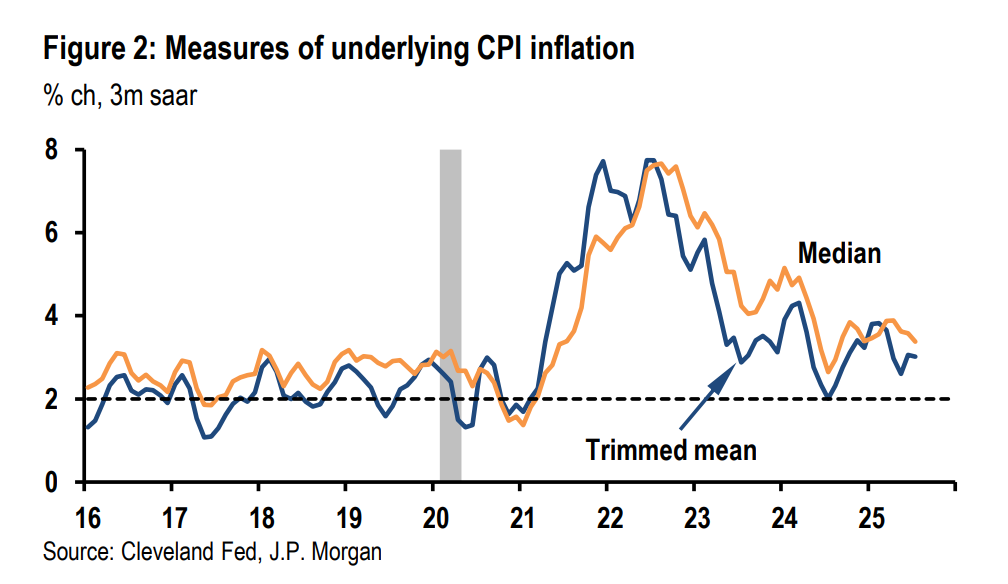 Figure 2: Measures of underlying CPI inflation
% ch, 3m saar
8
6
Median
4
2
Trimmed mean
0
16 17 18 19 20 21 22 23 24 25
Source: Cleveland Fed, J.P. Morgan